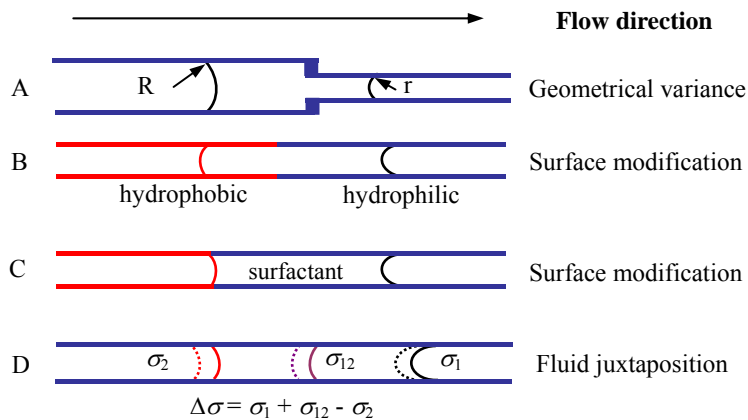 Flow direction
A R r Geometrical variance
B Surface modification
hydrophobic hydrophilic
C surfactant Surface modification
D σ₂ σ₁₂ σ₁ Fluid juxtaposition
Δσ = σ₁ + σ₁₂ - σ₂